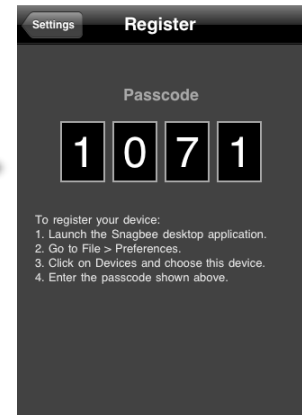 Settings
Register
Passcode
1 0 7 1
To register your device:
1. Launch the Snagbee desktop application.
2. Go to File > Preferences.
3. Click on Devices and choose this device.
4. Enter the passcode shown above.